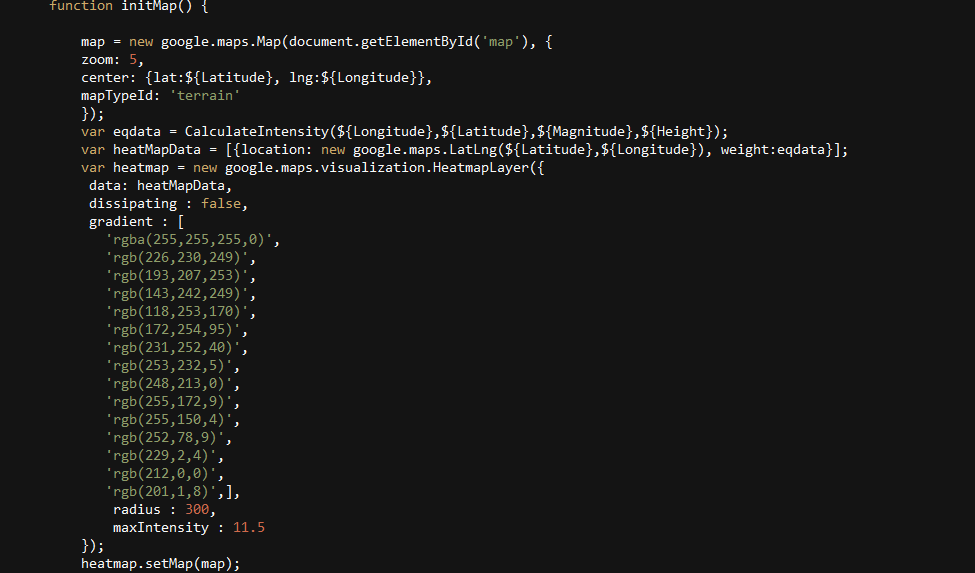 function initMap() {
map = new google.maps.Map(document.getElementById('map'), {
zoom: 5,
center: {lat:${Latitude}, lng:${Longitude}},
mapTypeId: 'terrain'
});
var eqdata = CalculateIntensity(${Longitude},${Latitude},${Magnitude},${Height});
var heatMapData = [{location: new google.maps.LatLng(${Latitude},${Longitude}), weight:eqdata}];
var heatmap = new google.maps.visualization.HeatmapLayer({
data: heatMapData,
dissipating : false,
gradient : [
'rgba(255,255,255,0)',
'rgb(226,230,249)',
'rgb(193,207,253)',
'rgb(143,242,249)',
'rgb(118,253,170)',
'rgb(172,254,95)',
'rgb(231,252,40)',
'rgb(253,232,5)',
'rgb(248,213,0)',
'rgb(255,172,9)',
'rgb(255,150,4)',
'rgb(252,78,9)',
'rgb(229,2,4)',
'rgb(212,0,0)',
'rgb(201,1,8)',],
radius : 300,
maxIntensity : 11.5
});
heatmap.setMap(map);